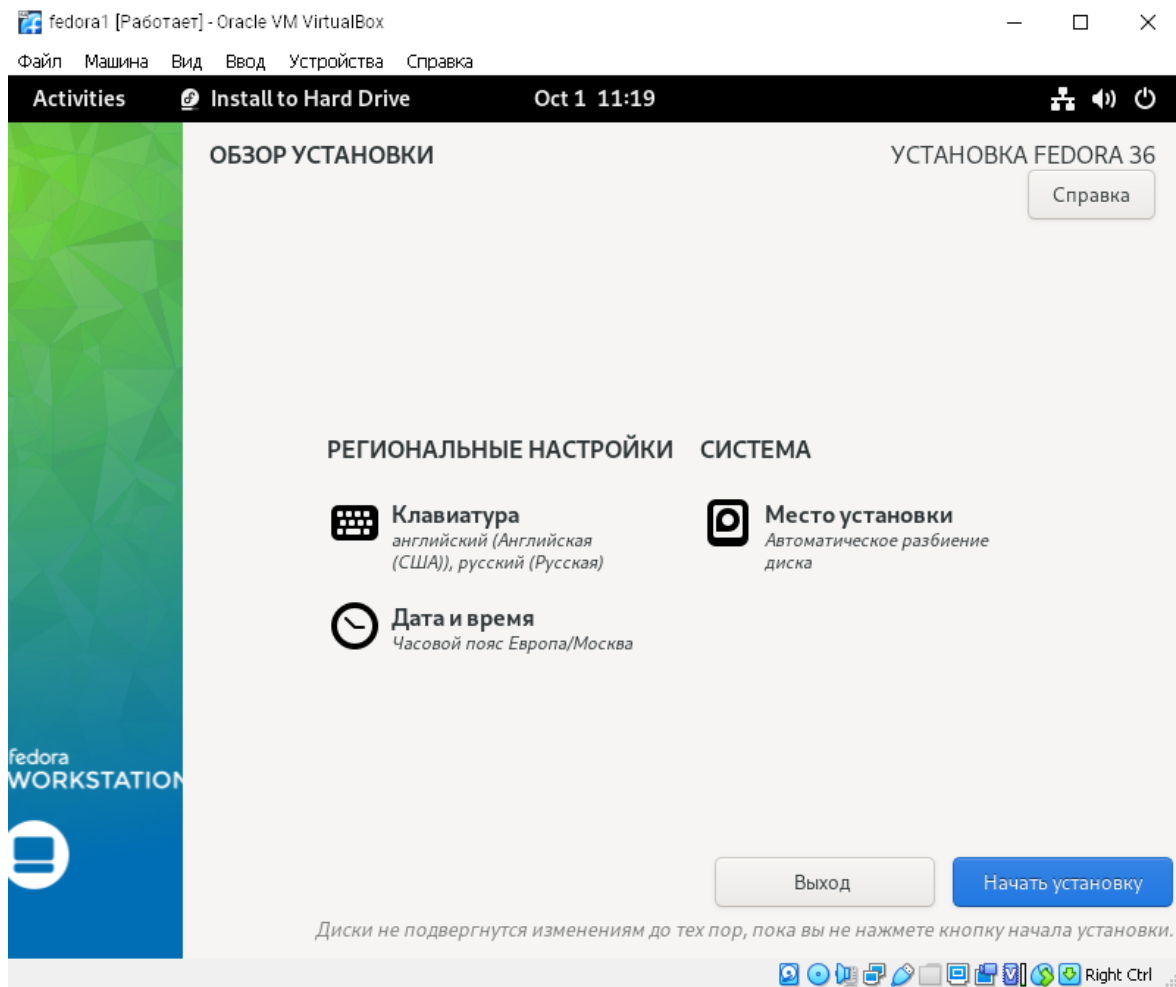 fedora1 [Работает] - Oracle VM VirtualBox
Файл Машина Вид Ввод Устройства Справка
Activities Install to Hard Drive Oct 1 11:19
ОБЗОР УСТАНОВКИ УСТАНОВКА FEDORA 36
Справка
РЕГИОНАЛЬНЫЕ НАСТРОЙКИ СИСТЕМА
Клавиатура
английский (Английская
(США)), русский (Русская)
Место установки
Автоматическое разбиение
диска
Дата и время
Часовой пояс Европа/Москва
fedora
WORKSTATION
Выход Начать установку
Диски не подвергнутся изменениям до тех пор, пока вы не нажмете кнопку начала установки.
Right Ctrl